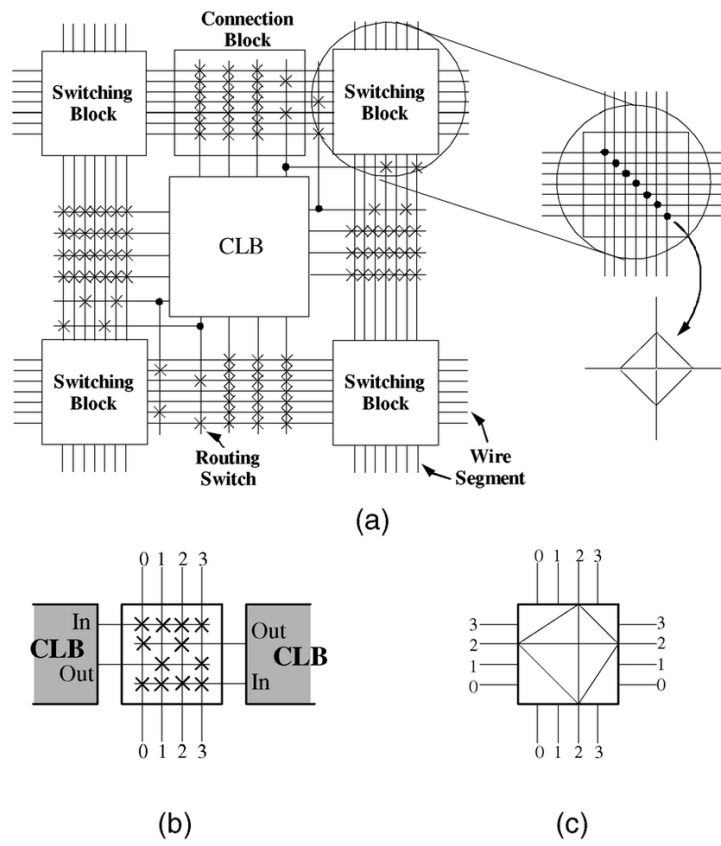 Connection
Block
Switching
Block
Switching
Block
Switching
Block
CLB
Switching
Block
Switching
Block
Routing
Switch
Wire
Segment
(a)
0 1 2 3
In
CLB
Out
Out
CLB
In
0 1 2 3
(b)
0 1 2 3
3 3
2 2
1 1
0 0
0 1 2 3
(c)